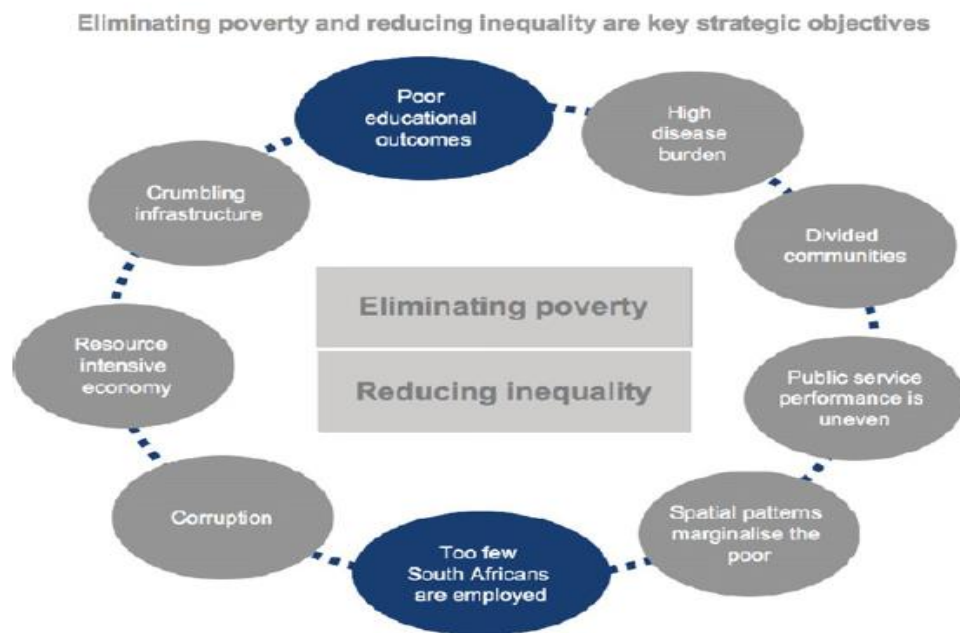 Eliminating poverty and reducing inequality are key strategic objectives
Poor
educational
outcomes
High
disease
burden
Divided
communities
Public service
performance is
uneven
Spatial patterns
marginalise the
poor
Too few
South Africans
are employed
Corruption
Resource
intensive
economy
Crumbling
infrastructure
Eliminating poverty
Reducing inequality